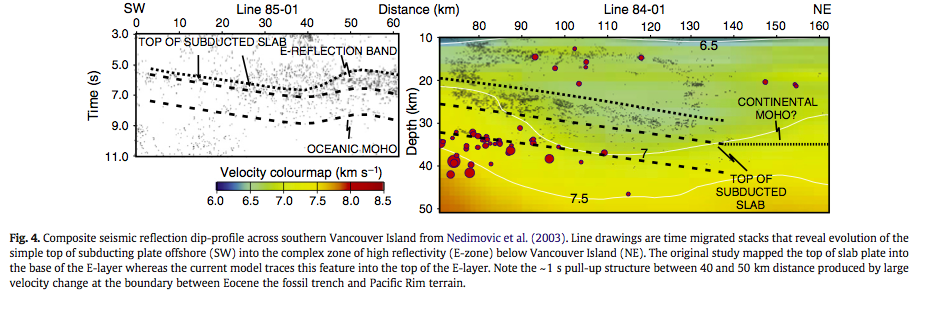 SW Line 85-01 Distance (km) Line 84-01 NE
0 10 20 30 40 50 60 80 90 100 110 120 130 140 150 160
3.0
5.0
7.0
9.0
11.0
Time (s)
TOP OF SUBDUCTED SLAB
E-REFLECTION BAND
OCEANIC MOHO
10
20
30
40
50
Depth (km)
6.5
CONTINENTAL
MOHO?
7
TOP OF
SUBDUCTED
SLAB
7.5
Velocity colourmap (km s⁻¹)
6.0 6.5 7.0 7.5 8.0 8.5
Fig. 4. Composite seismic reflection dip-profile across southern Vancouver Island from Nedimovic et al. (2003). Line drawings are time migrated stacks that reveal evolution of the
simple top of subducting plate offshore (SW) into the complex zone of high reflectivity (E-zone) below Vancouver Island (NE). The original study mapped the top of slab plate into
the base of the E-layer whereas the current model traces this feature into the top of the E-layer. Note the ~1 s pull-up structure between 40 and 50 km distance produced by large
velocity change at the boundary between Eocene the fossil trench and Pacific Rim terrain.